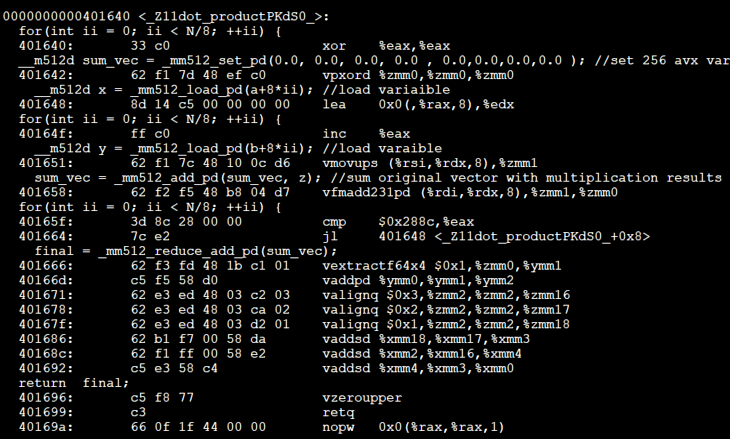 0000000000401640 <_Z11dot_productPKdS0_>:
for(int ii = 0; ii < N/8; ++ii) {
401640: 33 c0 xor %eax,%eax
__m512d sum_vec = _mm512_set_pd(0.0, 0.0, 0.0, 0.0 , 0.0,0.0,0.0,0.0 ); //set 256 avx var
401642: 62 f1 7d 48 ef c0 vpxord %zmm0,%zmm0,%zmm0
__m512d x = _mm512_load_pd(a+8*ii); //load variaible
401648: 8d 14 c5 00 00 00 00 lea 0x0(,%rax,8),%edx
for(int ii = 0; ii < N/8; ++ii) {
40164f: ff c0 inc %eax
__m512d y = _mm512_load_pd(b+8*ii); //load varaible
401651: 62 f1 7c 48 10 0c d6 vmovups (%rsi,%rdx,8),%zmm1
sum_vec = _mm512_add_pd(sum_vec, z); //sum original vector with multiplication results
401658: 62 f2 f5 48 b8 04 d7 vfmadd231pd (%rdi,%rdx,8),%zmm1,%zmm0
for(int ii = 0; ii < N/8; ++ii) {
40165f: 3d 8c 28 00 00 cmp $0x288c,%eax
401664: 7c e2 jl 401648 <_Z11dot_productPKdS0_+0x8>
final = _mm512_reduce_add_pd(sum_vec);
401666: 62 f3 fd 48 1b c1 01 vextractf64x4 $0x1,%zmm0,%ymm1
40166d: c5 f5 58 d0 vaddpd %ymm0,%ymm1,%ymm2
401671: 62 e3 ed 48 03 c2 03 valignq $0x3,%zmm2,%zmm2,%zmm16
401678: 62 e3 ed 48 03 ca 02 valignq $0x2,%zmm2,%zmm2,%zmm17
40167f: 62 e3 ed 48 03 d2 01 valignq $0x1,%zmm2,%zmm2,%zmm18
401686: 62 b1 f7 00 58 da vaddsd %xmm18,%xmm17,%xmm3
40168c: 62 f1 ff 00 58 e2 vaddsd %xmm2,%xmm16,%xmm4
401692: c5 e3 58 c4 vaddsd %xmm4,%xmm3,%xmm0
return final;
401696: c5 f8 77 vzeroupper
401699: c3 retq
40169a: 66 0f 1f 44 00 00 nopw 0x0(%rax,%rax,1)